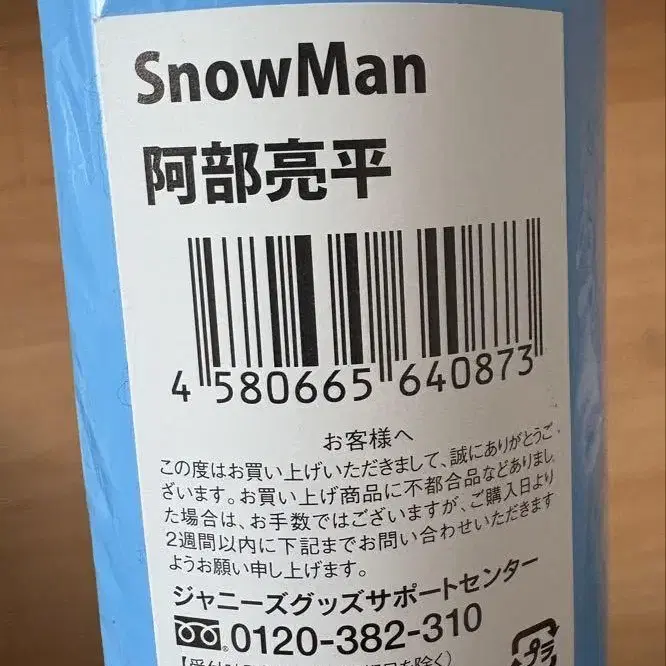 SnowMan
阿部亮平
4 580665 640873
お客様へ
この度はお買い上げいただきまして、誠にありがとうご
ざいます。お買い上げ商品に不都合品などありまし
た場合は、お手数ではございますが、ご購入日より
2週間以内に下記までお問い合わせいただきます
ようお願い申し上げます。
ジャニーズグッズサポートセンター
0120-382-310
を除く)
プラ